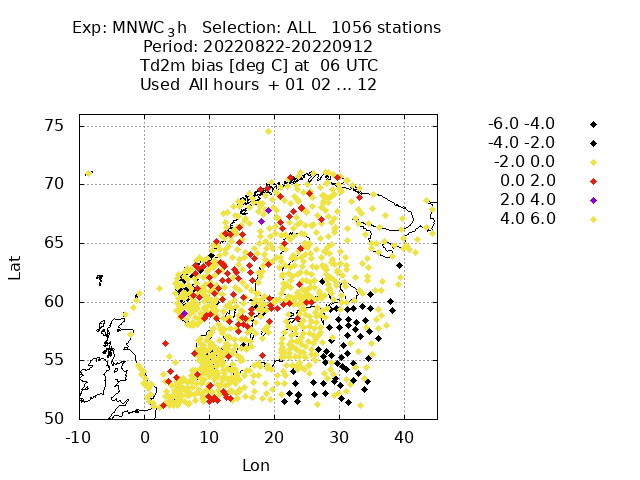 Exp: MNWC_3h   Selection: ALL   1056 stations
Period: 20220822-20220912
Td2m bias [deg C] at  06 UTC
Used  All hours  + 01 02 ... 12
-6.0 -4.0
-4.0 -2.0
-2.0 0.0
0.0 2.0
2.0 4.0
4.0 6.0
75
70
65
60
55
50
Lat
-10 0 10 20 30 40
Lon